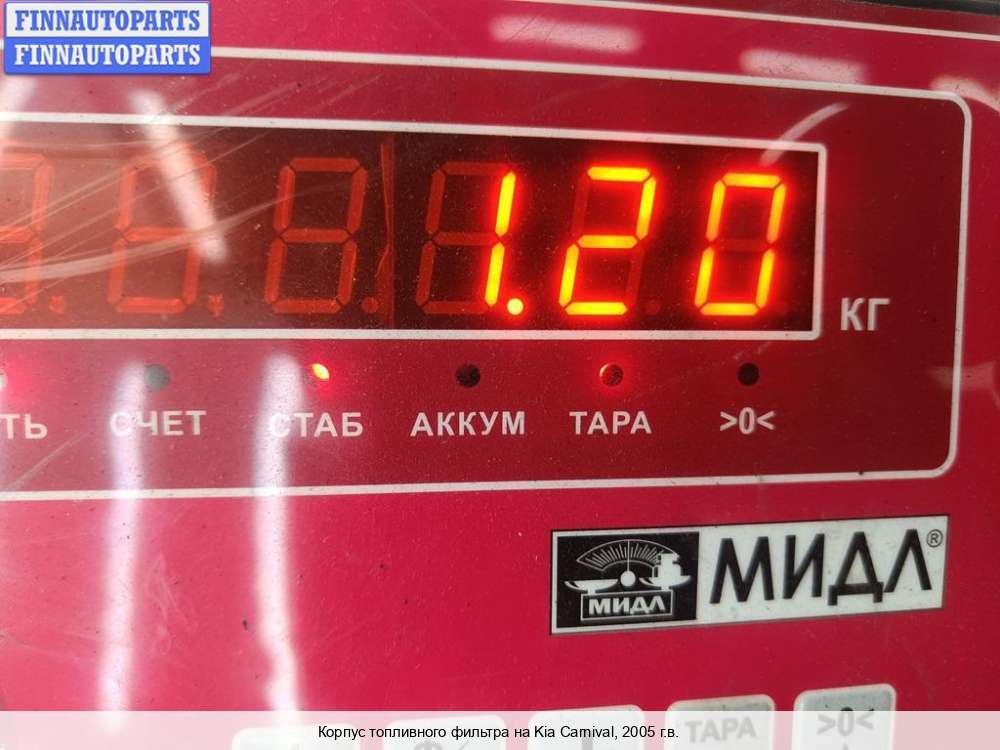 FINNAUTOPARTS
FINNAUTOPARTS
1.20
КГ
ТЬ СЧЕТ СТАБ АККУМ ТАРА >0<
МИДЛ МИДЛ®
ТАРА >0<
Корпус топливного фильтра на Kia Carnival, 2005 г.в.